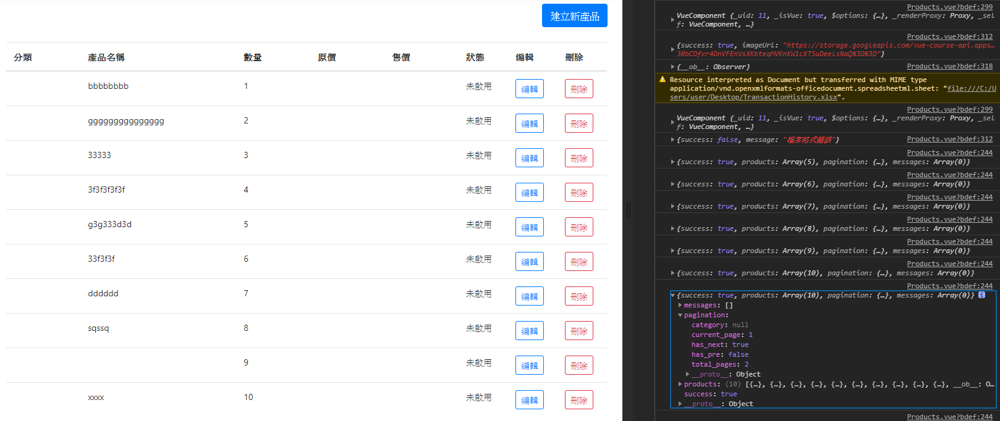 建立新產品
分類 產品名稱 數量 原價 售價 狀態 編輯 刪除
bbbbbbbb 1 未啟用 編輯 刪除
ggggggggggggggg 2 未啟用 編輯 刪除
33333 3 未啟用 編輯 刪除
3f3f3f3f3f 4 未啟用 編輯 刪除
g3g333d3d 5 未啟用 編輯 刪除
33f3f3f 6 未啟用 編輯 刪除
dddddd 7 未啟用 編輯 刪除
sqssq 8 未啟用 編輯 刪除
9 未啟用 編輯 刪除
xxxx 10 未啟用 編輯 刪除
Products.vue?bdef:299
VueComponent {_uid: 11, _isVue: true, $options: {…}, _renderProxy: Proxy, _sel
f: VueComponent, …}
Products.vue?bdef:312
{success: true, imageUrl: "https://storage.googleapis.com/vue-course-api.apps…
30bCDfxr4DnVFEnVsXKbteqMVKnKW1cXTSuDeelsNaQ%3D%3D"}
{__ob__: Observer} Products.vue?bdef:318
Resource interpreted as Document but transferred with MIME type
application/vnd.openxmlformats-officedocument.spreadsheetml.sheet: "file:///C:/U
sers/user/Desktop/TransactionHistory.xlsx".
Products.vue?bdef:299
VueComponent {_uid: 11, _isVue: true, $options: {…}, _renderProxy: Proxy, _sel
f: VueComponent, …}
{success: false, message: "檔案格式錯誤"} Products.vue?bdef:312
Products.vue?bdef:244
{success: true, products: Array(5), pagination: {…}, messages: Array(0)}
Products.vue?bdef:244
{success: true, products: Array(6), pagination: {…}, messages: Array(0)}
Products.vue?bdef:244
{success: true, products: Array(7), pagination: {…}, messages: Array(0)}
Products.vue?bdef:244
{success: true, products: Array(8), pagination: {…}, messages: Array(0)}
Products.vue?bdef:244
{success: true, products: Array(9), pagination: {…}, messages: Array(0)}
Products.vue?bdef:244
{success: true, products: Array(10), pagination: {…}, messages: Array(0)}
Products.vue?bdef:244
{success: true, products: Array(10), pagination: {…}, messages: Array(0)} i
messages: []
pagination:
category: null
current_page: 1
has_next: true
has_pre: false
total_pages: 2
__proto__: Object
products: (10) [{…}, {…}, {…}, {…}, {…}, {…}, {…}, {…}, {…}, {…}, __ob__: O…
success: true
__proto__: Object
Products.vue?bdef:244